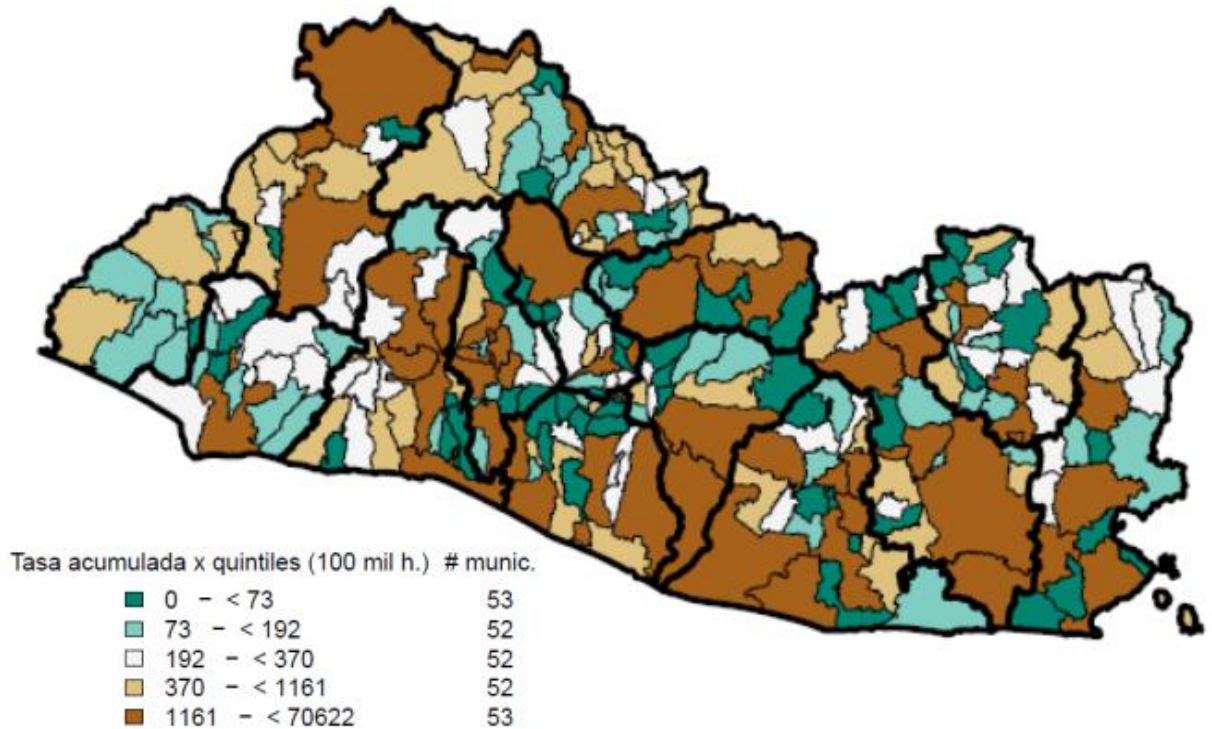 Tasa acumulada x quintiles (100 mil h.) # munic.
0 - < 73 53
73 - < 192 52
192 - < 370 52
370 - < 1161 52
1161 - < 70622 53